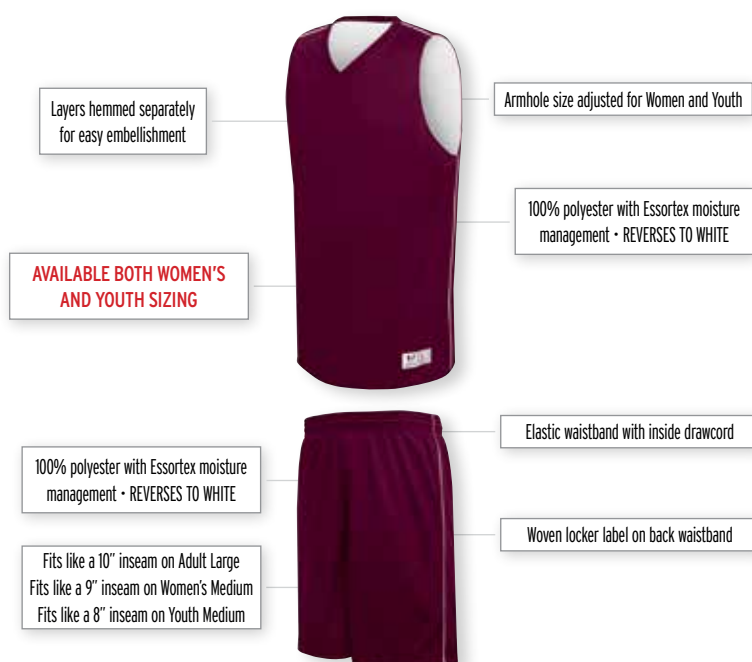 Layers hemmed separately
for easy embellishment
Armhole size adjusted for Women and Youth
100% polyester with Essortex moisture
management • REVERSES TO WHITE
AVAILABLE BOTH WOMEN'S
AND YOUTH SIZING
Elastic waistband with inside drawcord
100% polyester with Essortex moisture
management • REVERSES TO WHITE
Woven locker label on back waistband
Fits like a 10" inseam on Adult Large
Fits like a 9" inseam on Women's Medium
Fits like a 8" inseam on Youth Medium